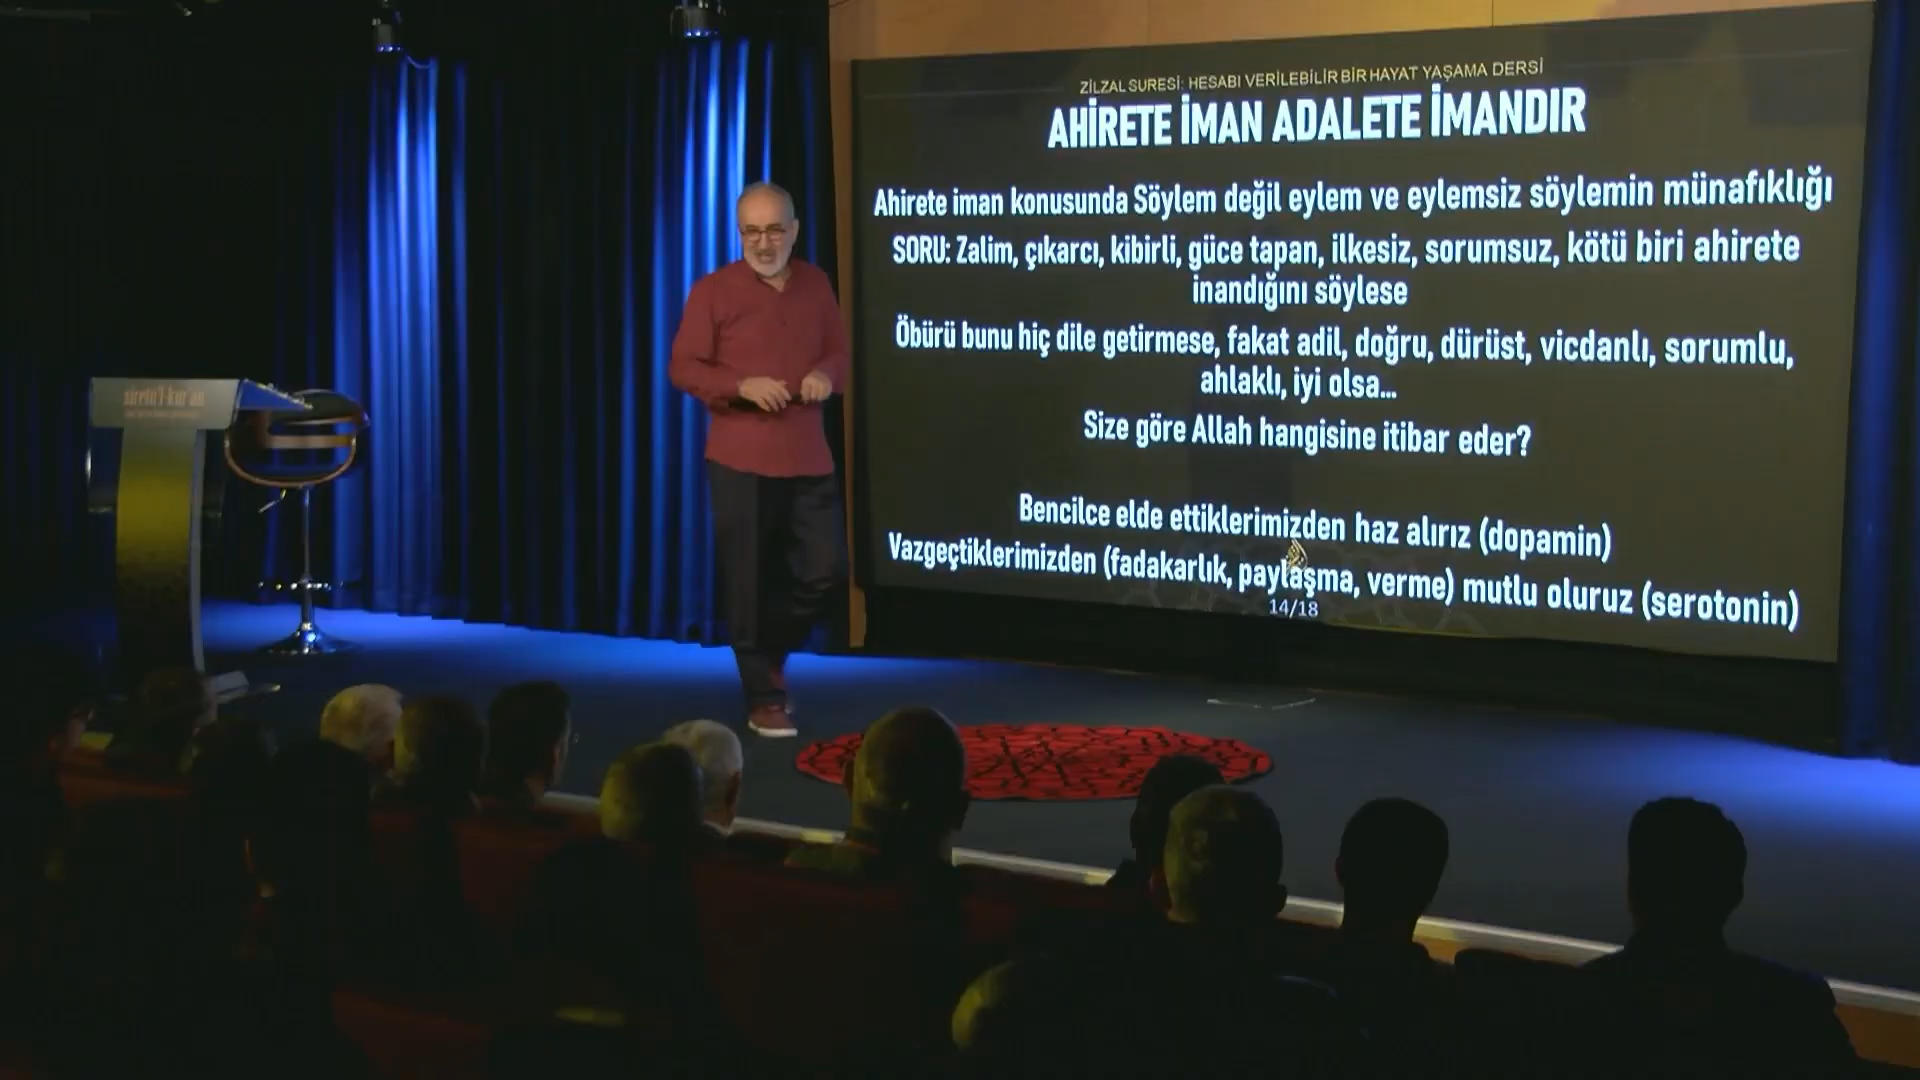 ZİLZAL SURESİ: HESABI VERİLEBİLİR BİR HAYAT YAŞAMA DERSİ
AHİRETE İMAN ADALETE İMANDIR
Ahirete iman konusunda Söylem değil eylem ve eylemsiz söylemin münafıklığı
SORU: Zalim, çıkarcı, kibirli, güce tapan, ilkesiz, sorumsuz, kötü biri ahirete
inandığını söylese
Öbürü bunu hiç dile getirmese, fakat adil, doğru, dürüst, vicdanlı, sorumlu,
ahlaklı, iyi olsa...
Size göre Allah hangisine itibar eder?
Bencilce elde ettiklerimizden haz alırız (dopamin)
Vazgeçtiklerimizden (fadakarlık, paylaşma, verme) mutlu oluruz (serotonin)
14/18
siretu'l-kur'an